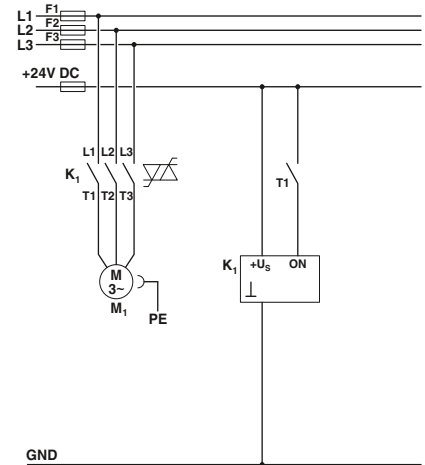 L1 F1
L2 F2
L3 F3
+24V DC
L1 L2 L3
K1
T1 T2 T3
T1
M
3~
M1
PE
K1
+US ON
GND